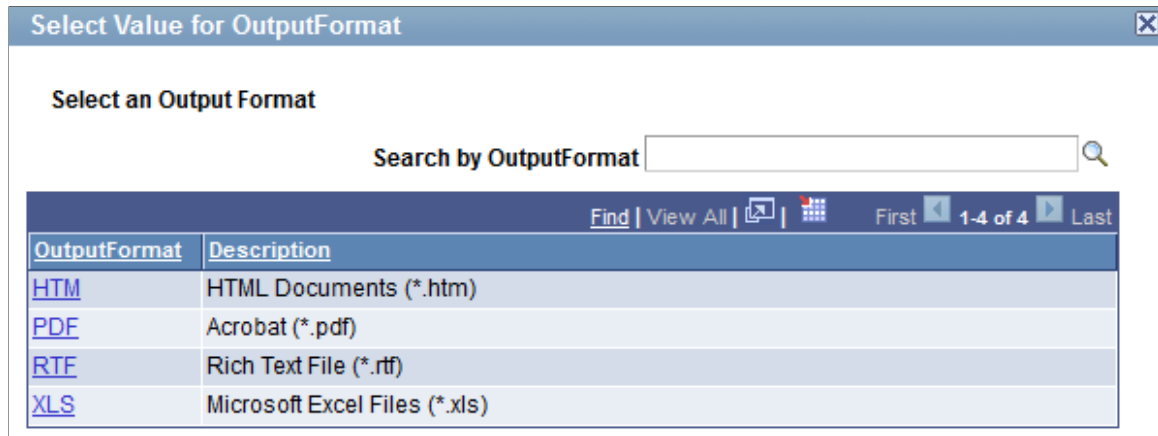 Select Value for OutputFormat
Select an Output Format
Search by OutputFormat
Find | View All | | First 1-4 of 4 Last
OutputFormat Description
HTM HTML Documents (*.htm)
PDF Acrobat (*.pdf)
RTF Rich Text File (*.rtf)
XLS Microsoft Excel Files (*.xls)